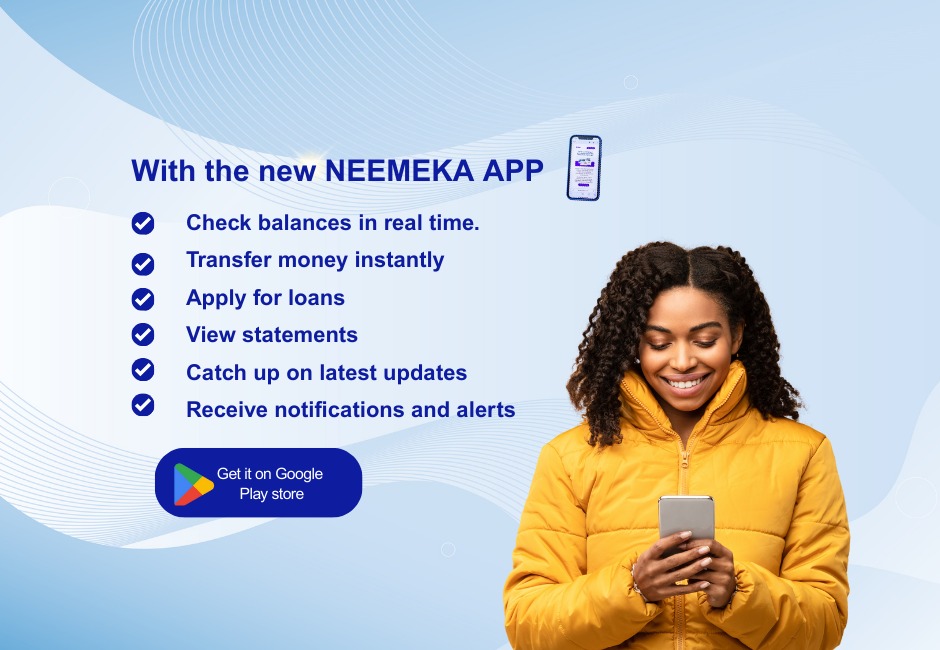 With the new NEEMEKA APP
Check balances in real time.
Transfer money instantly
Apply for loans
View statements
Catch up on latest updates
Receive notifications and alerts
Get it on Google
Play store